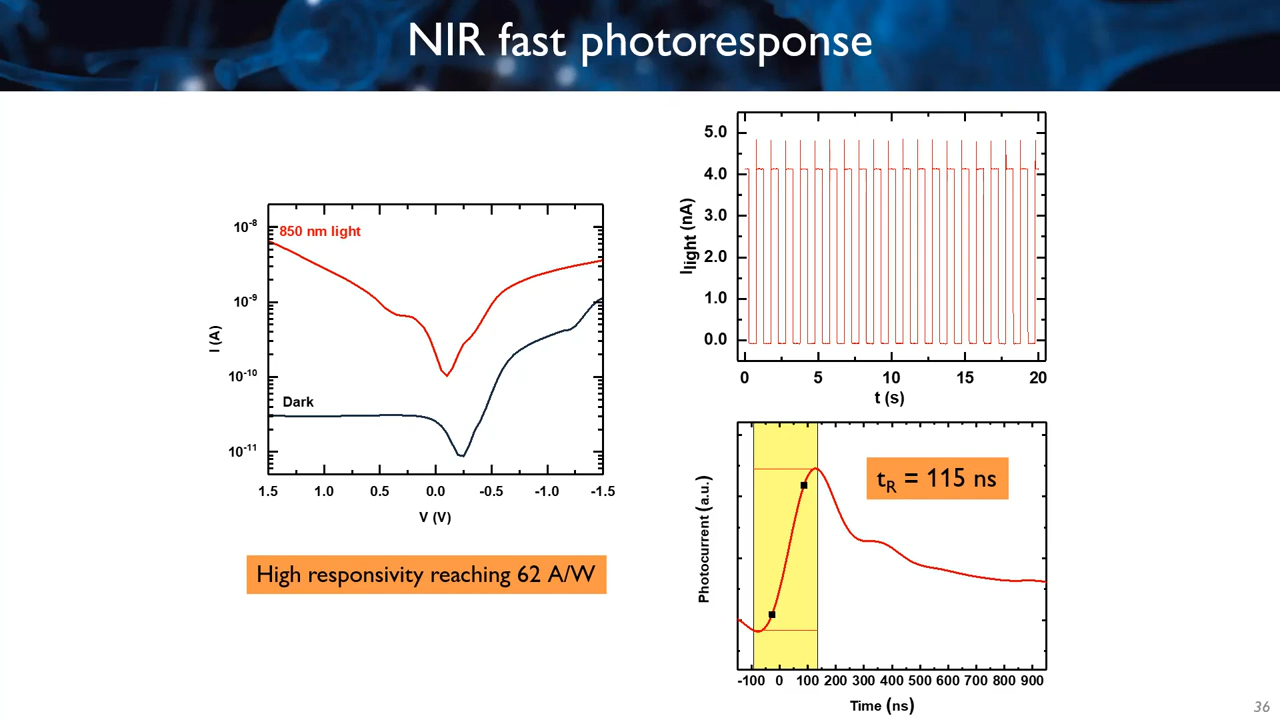 NIR fast photoresponse
10⁻⁸
10⁻⁹
10⁻¹⁰
10⁻¹¹
I (A)
850 nm light
Dark
1.5 1.0 0.5 0.0 -0.5 -1.0 -1.5
V (V)
High responsivity reaching 62 A/W
5.0
4.0
3.0
2.0
1.0
0.0
Ilight (nA)
0 5 10 15 20
t (s)
Photocurrent (a.u.)
tR = 115 ns
-100 0 100 200 300 400 500 600 700 800 900
Time (ns)
36